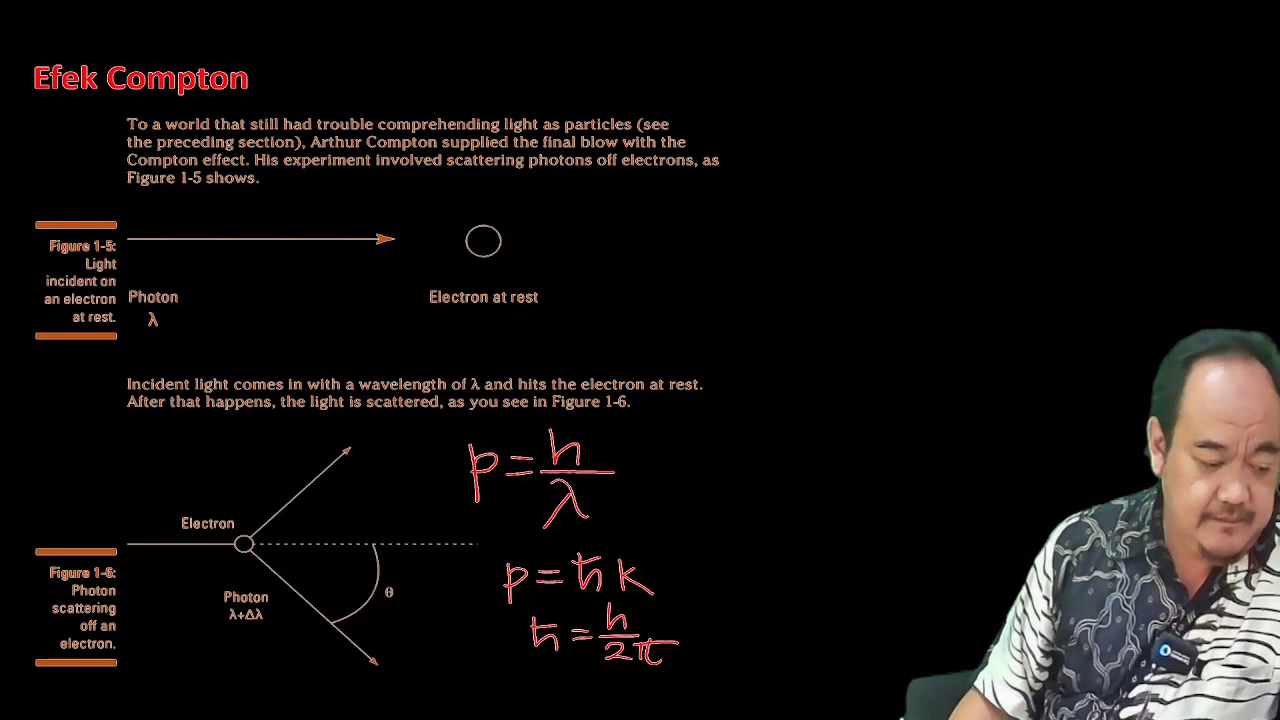 Efek Compton
To a world that still had trouble comprehending light as particles (see
the preceding section), Arthur Compton supplied the final blow with the
Compton effect. His experiment involved scattering photons off electrons, as
Figure 1-5 shows.
Figure 1-5:
Light
incident on
an electron
at rest.
Photon
λ
Electron at rest
Incident light comes in with a wavelength of λ and hits the electron at rest.
After that happens, the light is scattered, as you see in Figure 1-6.
p = h
λ
Electron
Figure 1-6:
Photon
scattering
off an
electron.
Photon
λ+Δλ
θ
p = ħ k
ħ = h
2π